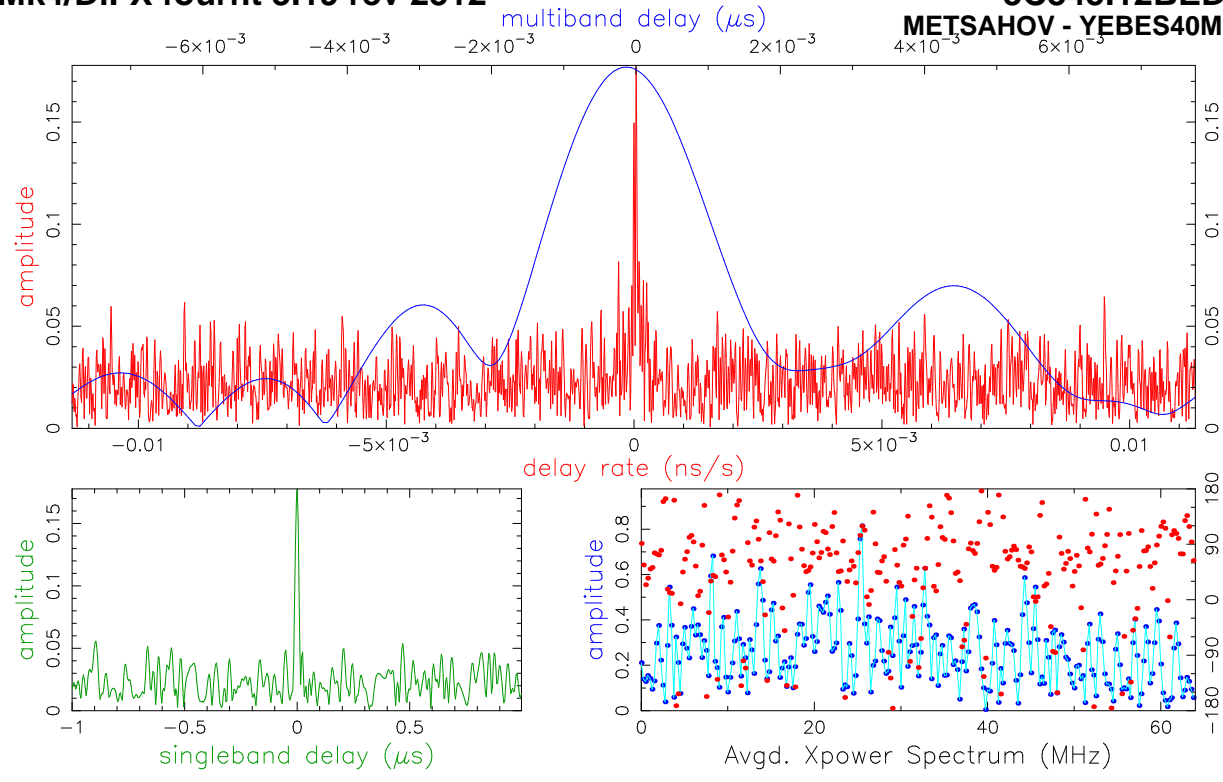 multiband delay (μs)
METSAHOV - YEBES40M
−6×10⁻³ −4×10⁻³ −2×10⁻³ 0 2×10⁻³ 4×10⁻³ 6×10⁻³
amplitude
0 0.05 0.1 0.15
0 0.05 0.1 0.15
−0.01 −5×10⁻³ 0 5×10⁻³ 0.01
delay rate (ns/s)
amplitude
0 0.05 0.1 0.15
−1 −0.5 0 0.5
singleband delay (μs)
amplitude
0 0.2 0.4 0.6 0.8
−180 −90 0 90 180
0 20 40 60
Avgd. Xpower Spectrum (MHz)